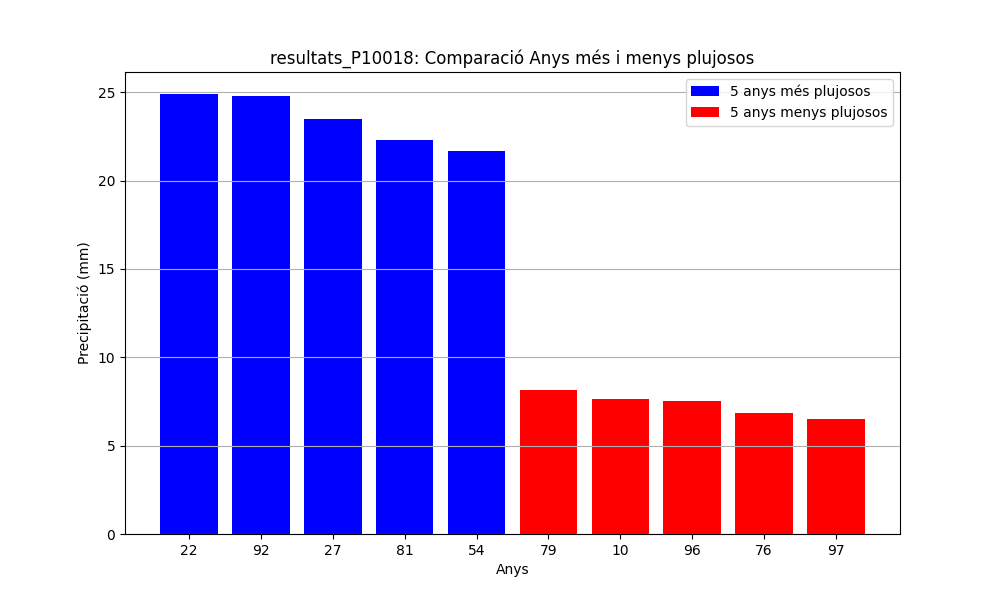 resultats_P10018: Comparació Anys més i menys plujosos
5 anys més plujosos
5 anys menys plujosos
Precipitació (mm)
25
20
15
10
5
0
22 92 27 81 54 79 10 96 76 97
Anys